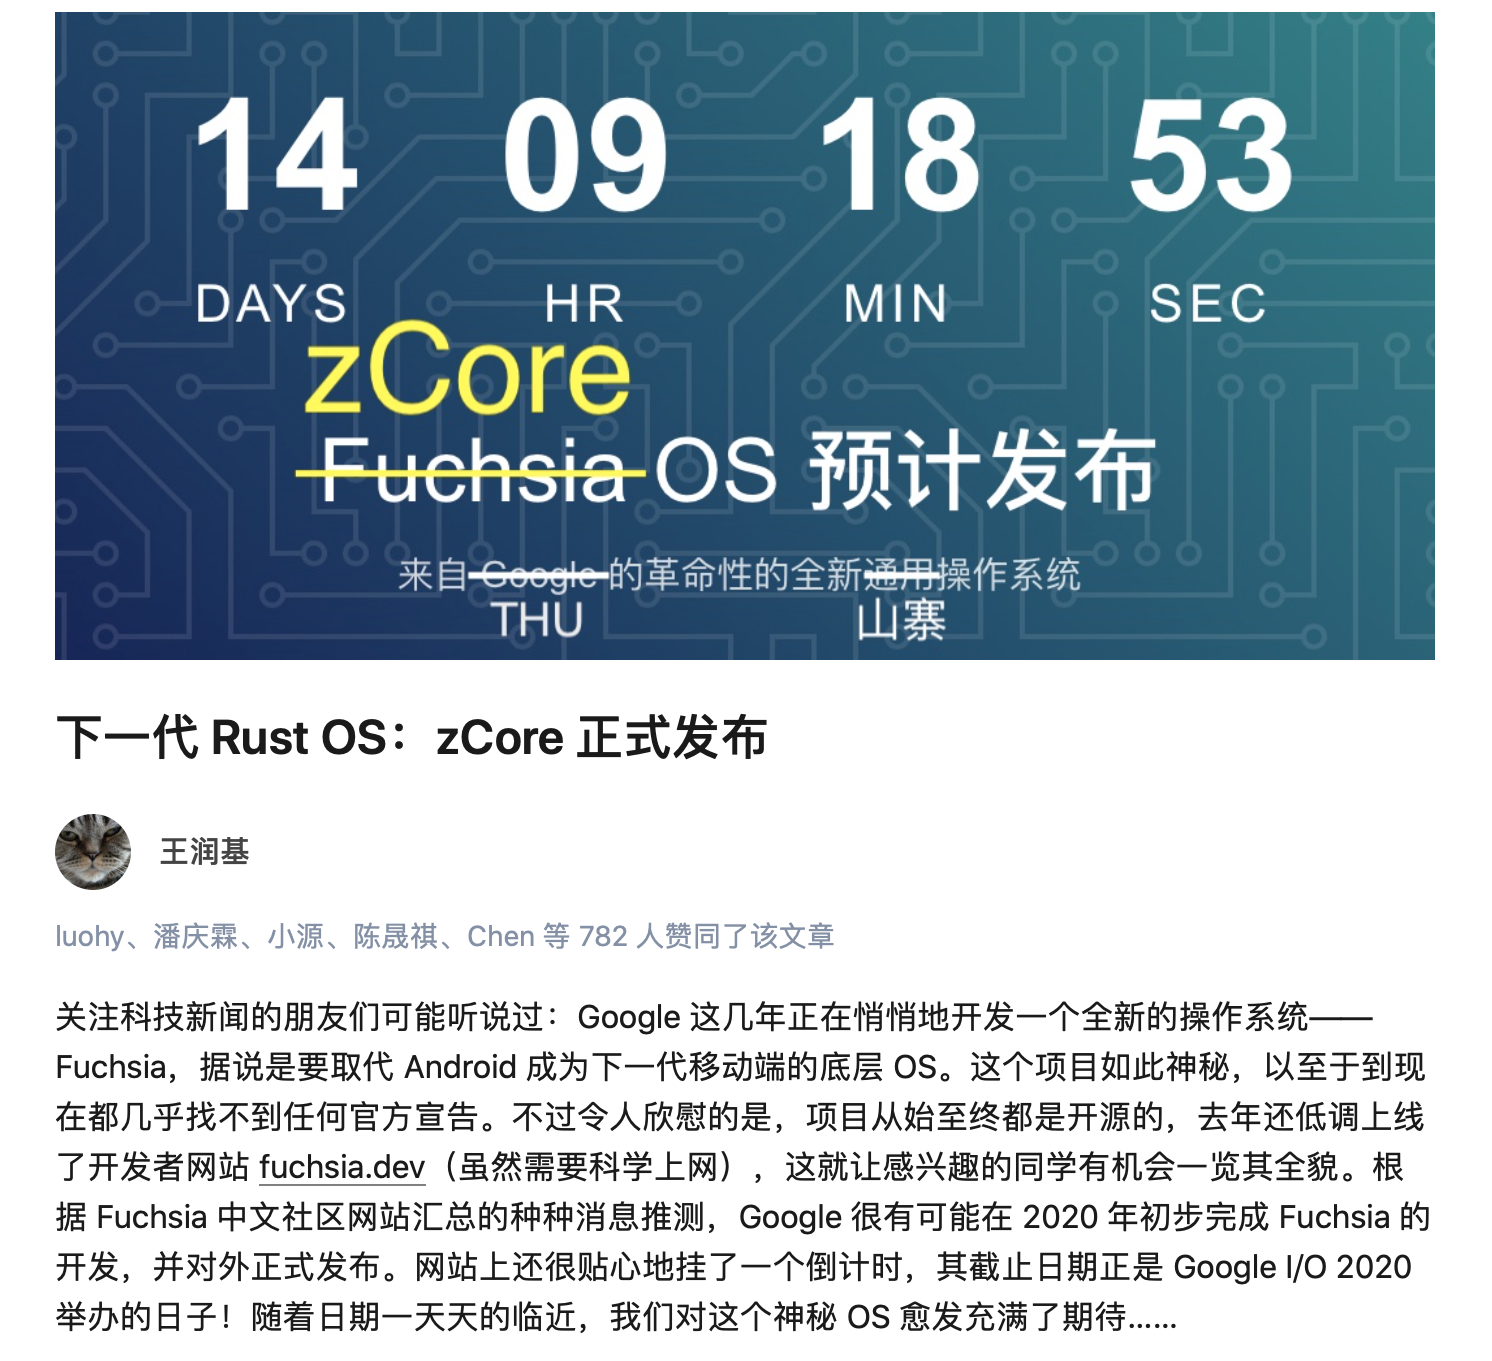 14 09 18 53
DAYS HR MIN SEC
zCore
Fuchsia OS 预计发布
来自 Google 的革命性的全新通用操作系统
THU 山寨
下一代 Rust OS：zCore 正式发布
王润基
luohy、潘庆霖、小源、陈晟祺、Chen 等 782 人赞同了该文章
关注科技新闻的朋友们可能听说过：Google 这几年正在悄悄地开发一个全新的操作系统——
Fuchsia，据说是要取代 Android 成为下一代移动端的底层 OS。这个项目如此神秘，以至于到现
在都几乎找不到任何官方宣告。不过令人欣慰的是，项目从始至终都是开源的，去年还低调上线
了开发者网站 fuchsia.dev（虽然需要科学上网），这就让感兴趣的同学有机会一览其全貌。根
据 Fuchsia 中文社区网站汇总的种种消息推测，Google 很有可能在 2020 年初步完成 Fuchsia 的
开发，并对外正式发布。网站上还很贴心地挂了一个倒计时，其截止日期正是 Google I/O 2020
举办的日子！随着日期一天天的临近，我们对这个神秘 OS 愈发充满了期待......